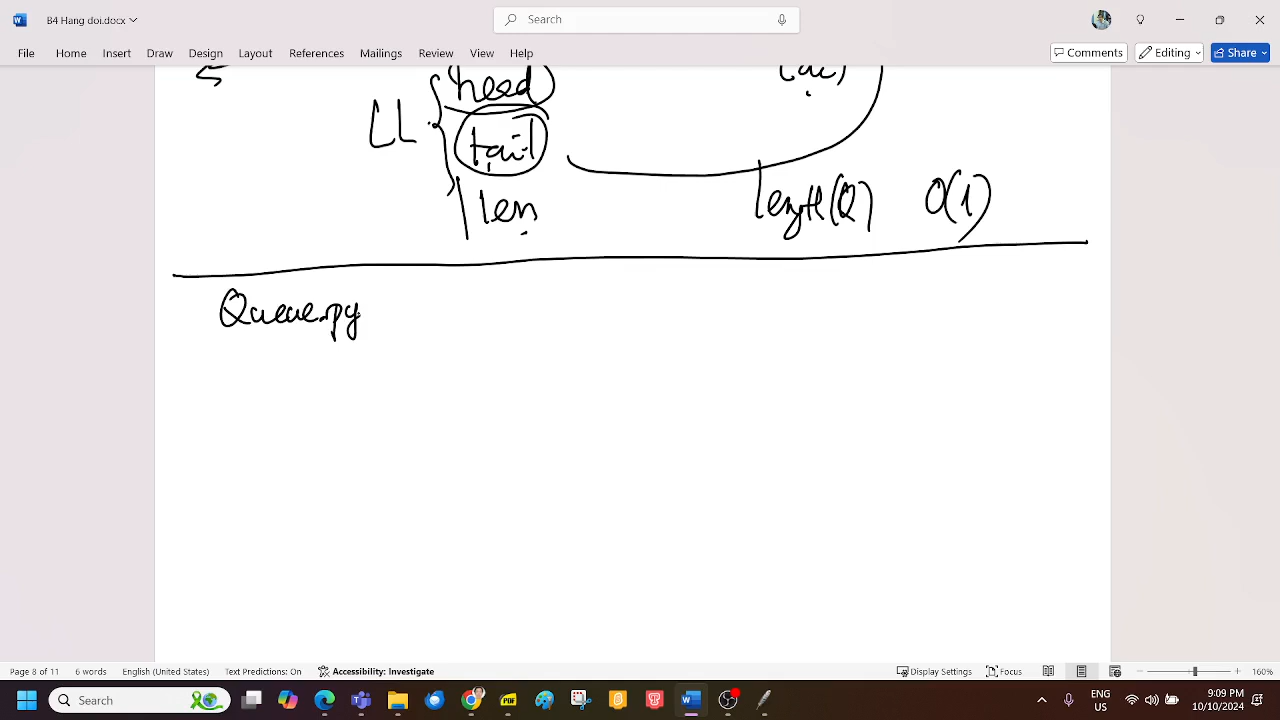 B4 Hang doi.docx
Search
File Home Insert Draw Design Layout References Mailings Review View Help
Comments Editing Share
head
LL
tail
len
length(Q) O(1)
Queue.py
Page 8 of 11 6 words English (United States) Text Predictions: On Accessibility: Investigate Display Settings Focus 160%
Search
PDF
ENG
US
9:09 PM
10/10/2024